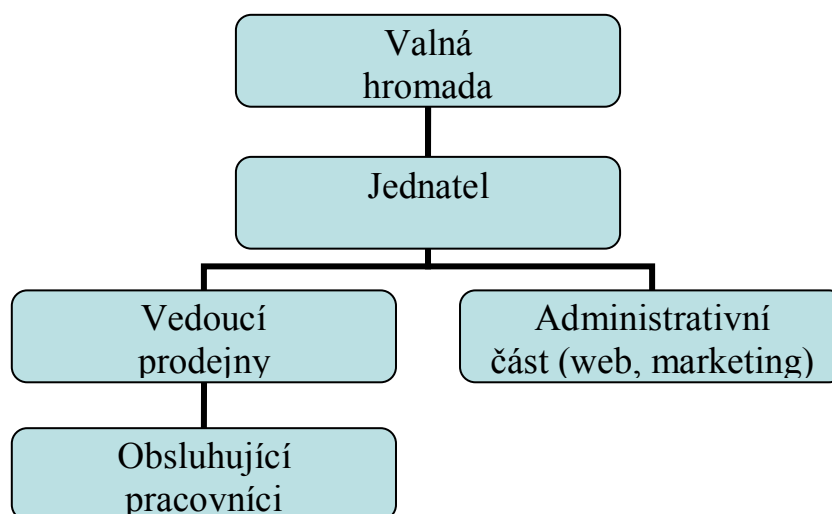 Valná
hromada
Jednatel
Vedoucí
prodejny
Administrativní
část (web, marketing)
Obsluhující
pracovníci